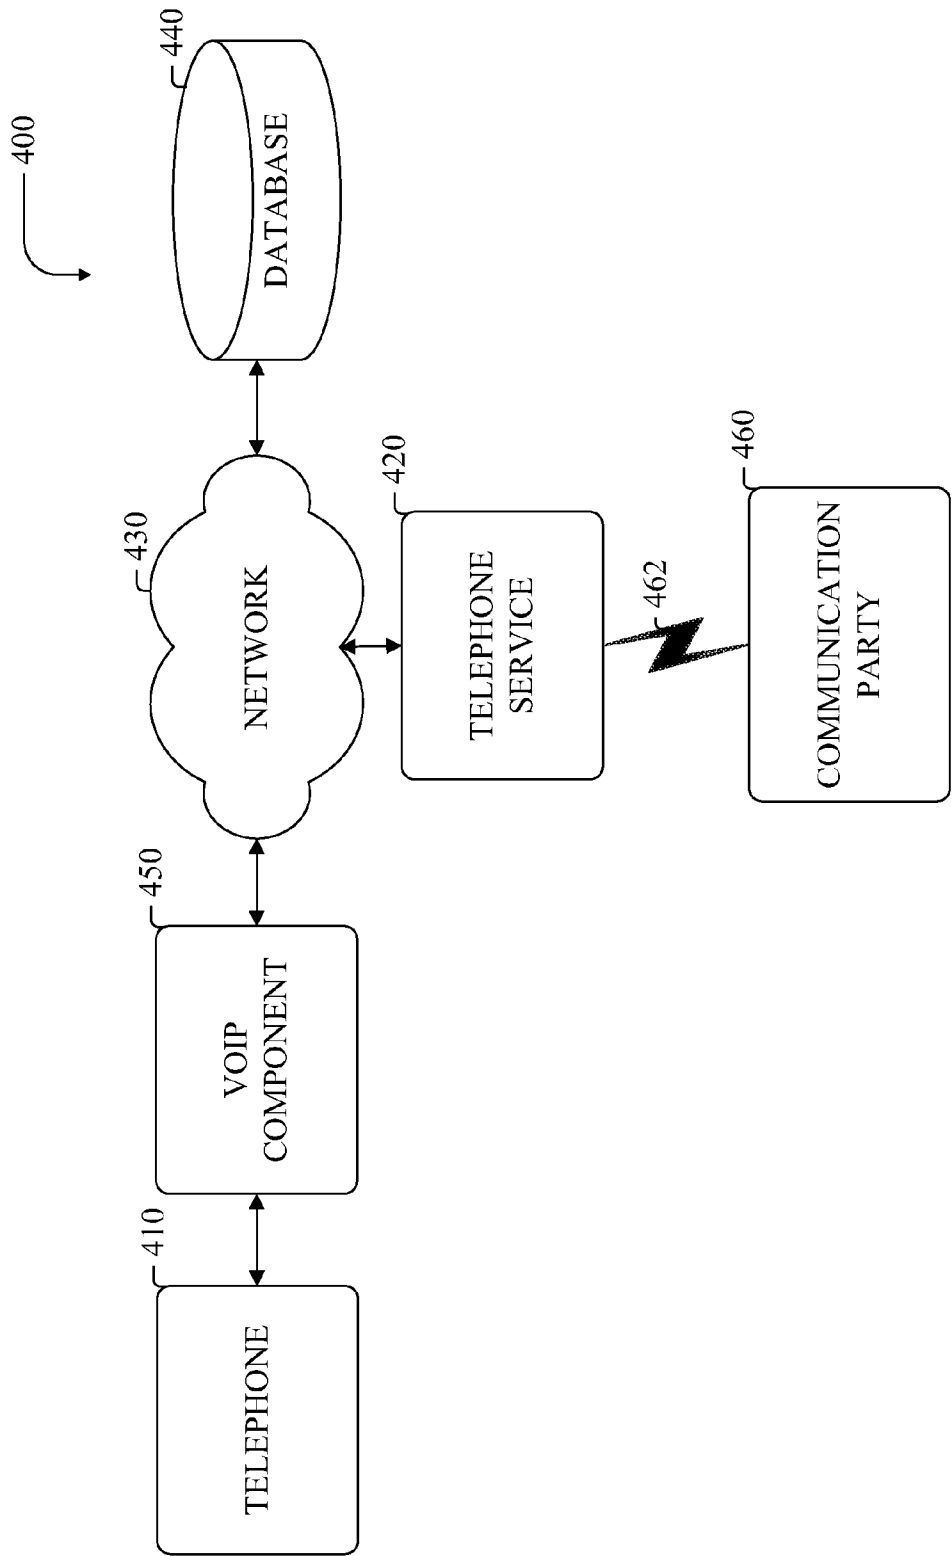 400
410
TELEPHONE
450
VOIP
COMPONENT
430
NETWORK
440
DATABASE
420
TELEPHONE
SERVICE
462
460
COMMUNICATION
PARTY